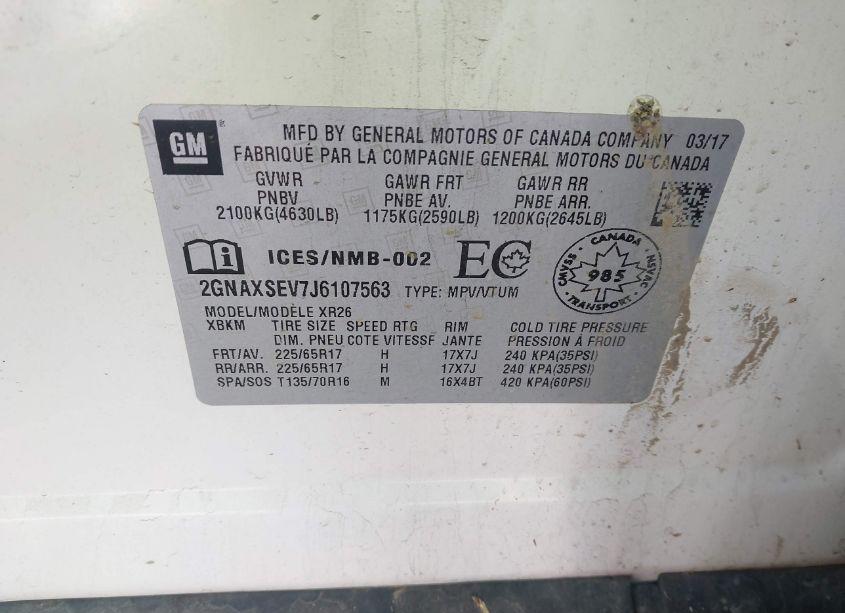 GM
MFD BY GENERAL MOTORS OF CANADA COMPANY 03/17
FABRIQUÉ PAR LA COMPAGNIE GENERAL MOTORS DU CANADA
GVWR GAWR FRT GAWR RR
PNBV PNBE AV. PNBE ARR.
2100KG(4630LB) 1175KG(2590LB) 1200KG(2645LB)
ICES/NMB-002 EC
CANADA
CMVSS 985 NSVAC
TRANSPORT
2GNAXSEV7J6107563 TYPE: MPV/VTUM
MODEL/MODÈLE XR26
XBKM TIRE SIZE SPEED RTG RIM COLD TIRE PRESSURE
DIM. PNEU COTE VITESSE JANTE PRESSION À FROID
FRT/AV. 225/65R17 H 17X7J 240 KPA(35PSI)
RR/ARR. 225/65R17 H 17X7J 240 KPA(35PSI)
SPA/SOS T135/70R16 M 16X4BT 420 KPA(60PSI)